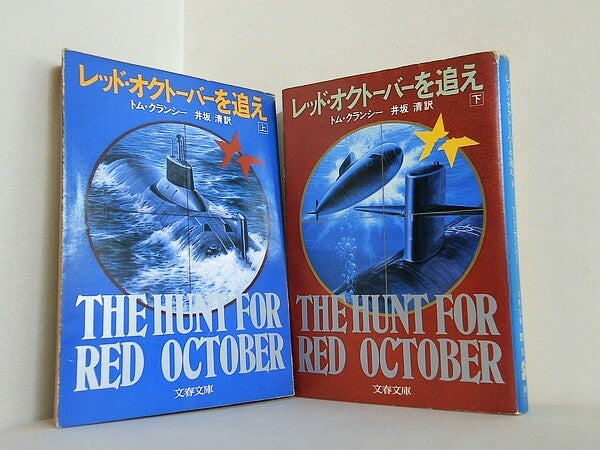 レッド・オクトーバーを追え
上
トム・クランシー 井坂 清訳
THE HUNT FOR
RED OCTOBER
文春文庫
レッド・オクトーバーを追え
下
トム・クランシー 井坂 清訳
THE HUNT FOR
RED OCTOBER
文春文庫